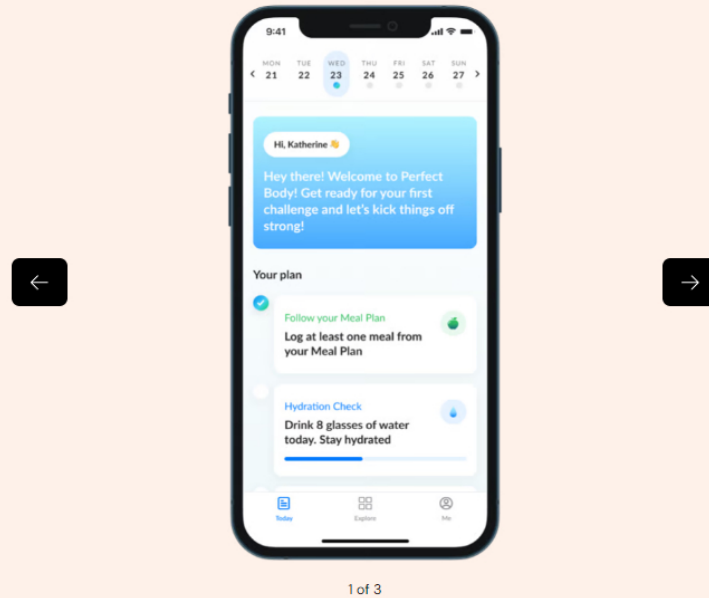 9:41
MON TUE WED THU FRI SAT SUN
21 22 23 24 25 26 27
Hi, Katherine 👋
Hey there! Welcome to Perfect
Body! Get ready for your first
challenge and let's kick things off
strong!
Your plan
Follow your Meal Plan
Log at least one meal from
your Meal Plan
Hydration Check
Drink 8 glasses of water
today. Stay hydrated
Today Explore Me
1 of 3